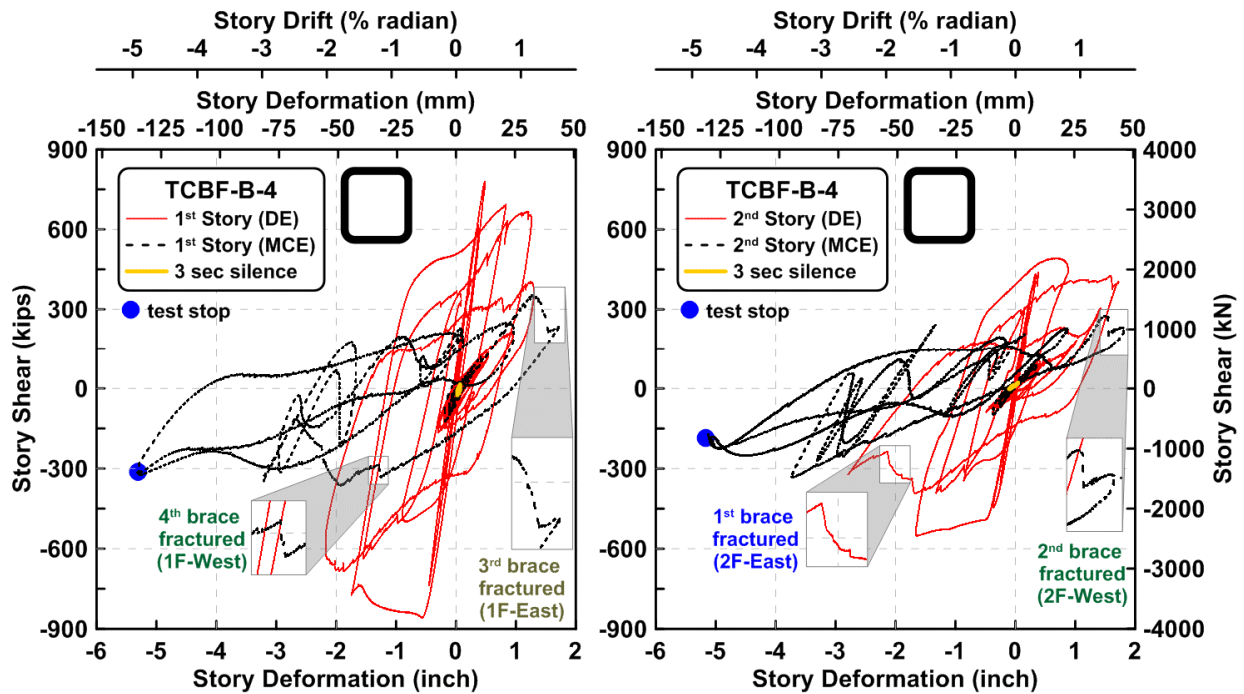 Story Drift (% radian)
-5 -4 -3 -2 -1 0 1
Story Deformation (mm)
-150 -125 -100 -75 -50 -25 0 25 50
900
600
300
0
-300
-600
-900
Story Shear (kips)
TCBF-B-4
1st Story (DE)
1st Story (MCE)
3 sec silence
test stop
4th brace
fractured
(1F-West)
3rd brace
fractured
(1F-East)
-6 -5 -4 -3 -2 -1 0 1 2
Story Deformation (inch)
Story Drift (% radian)
-5 -4 -3 -2 -1 0 1
Story Deformation (mm)
-150 -125 -100 -75 -50 -25 0 25 50
900
600
300
0
-300
-600
-900
TCBF-B-4
2nd Story (DE)
2nd Story (MCE)
3 sec silence
test stop
1st brace
fractured
(2F-East)
2nd brace
fractured
(2F-West)
4000
3000
2000
1000
0
-1000
-2000
-3000
-4000
Story Shear (kN)
-6 -5 -4 -3 -2 -1 0 1 2
Story Deformation (inch)